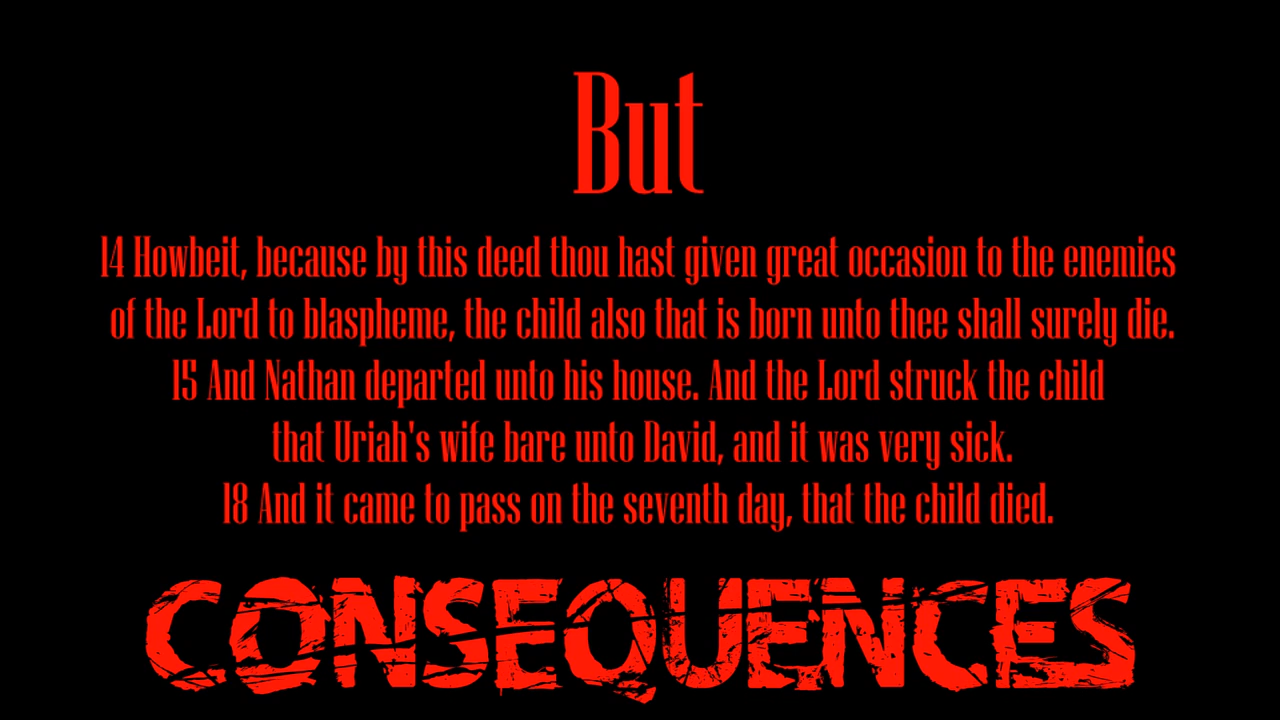 But
14 Howbeit, because by this deed thou hast given great occasion to the enemies
of the Lord to blaspheme, the child also that is born unto thee shall surely die.
15 And Nathan departed unto his house. And the Lord struck the child
that Uriah's wife bare unto David, and it was very sick.
18 And it came to pass on the seventh day, that the child died.
CONSEQUENCES